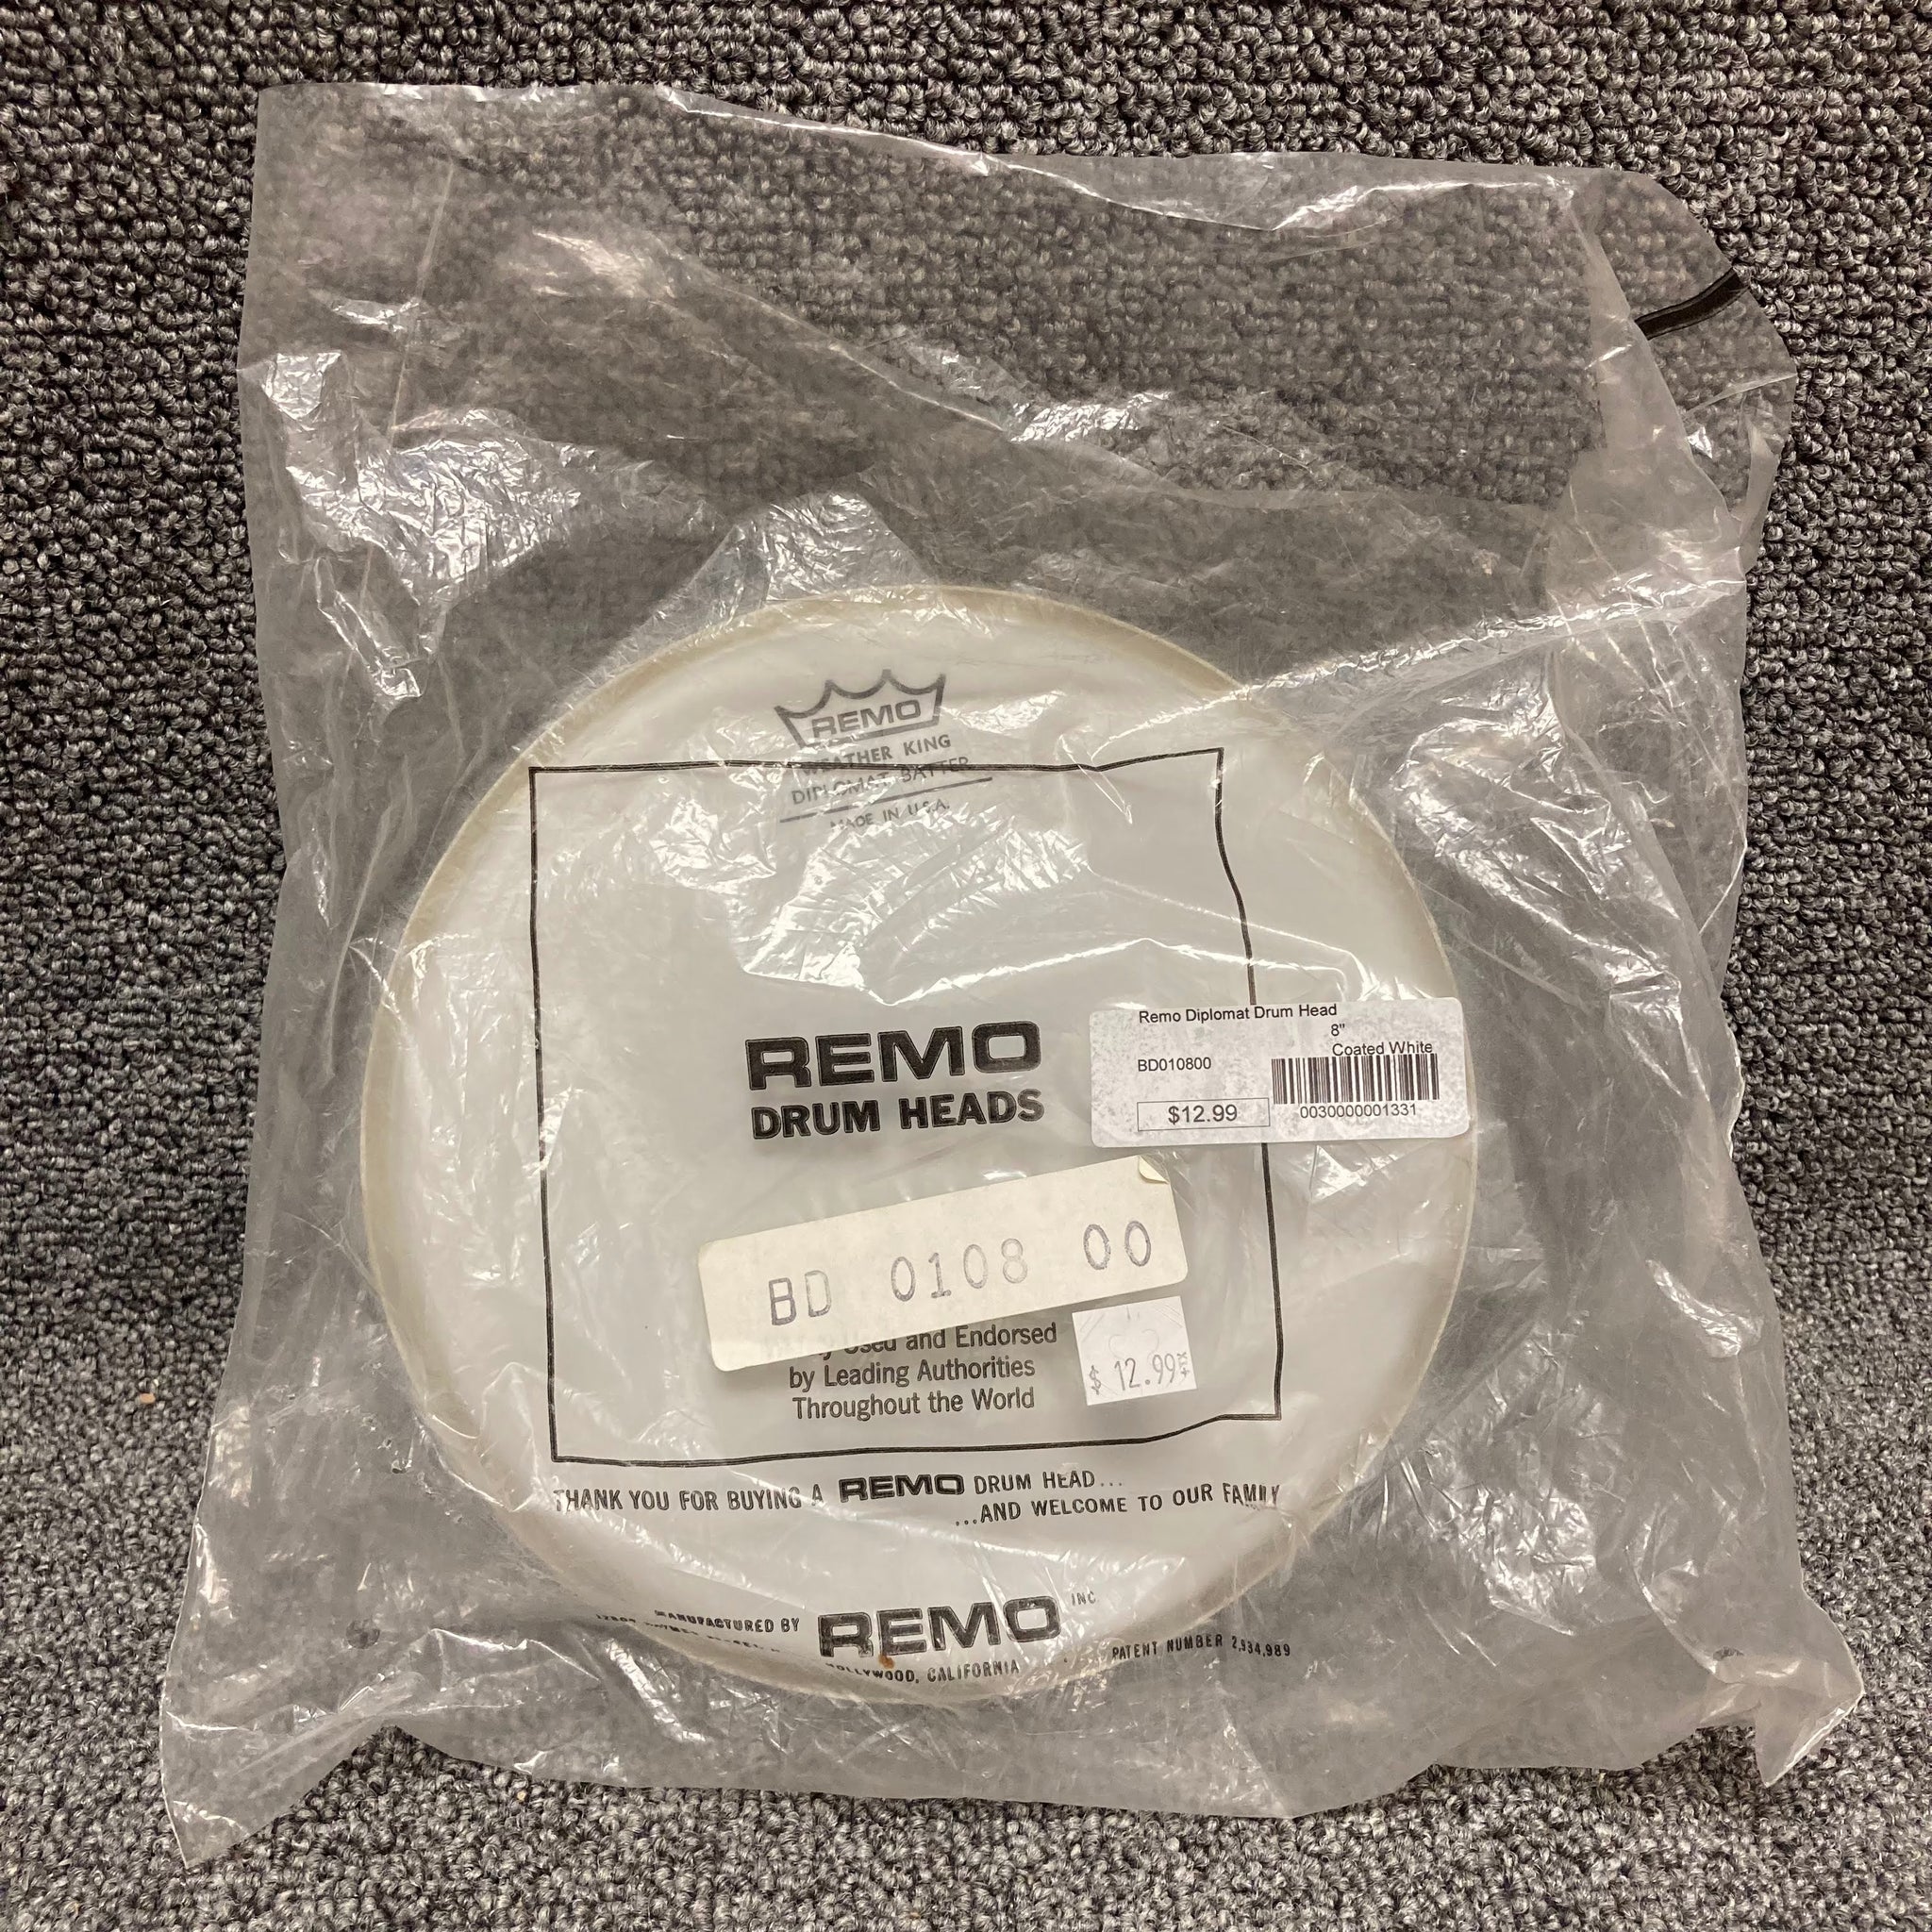 REMO
WEATHER KING
DIPLOMAT BATTER
MADE IN U.S.A.
REMO
DRUM HEADS
Remo Diplomat Drum Head
8"
Coated White
BD010800
$12.99
0030000001331
BD 0108 00
Used and Endorsed
by Leading Authorities
Throughout the World
$ 12.99
THANK YOU FOR BUYING A REMO DRUM HEAD...
...AND WELCOME TO OUR FAMILY
MANUFACTURED BY REMO INC.
HOLLYWOOD, CALIFORNIA
PATENT NUMBER 2,934,989